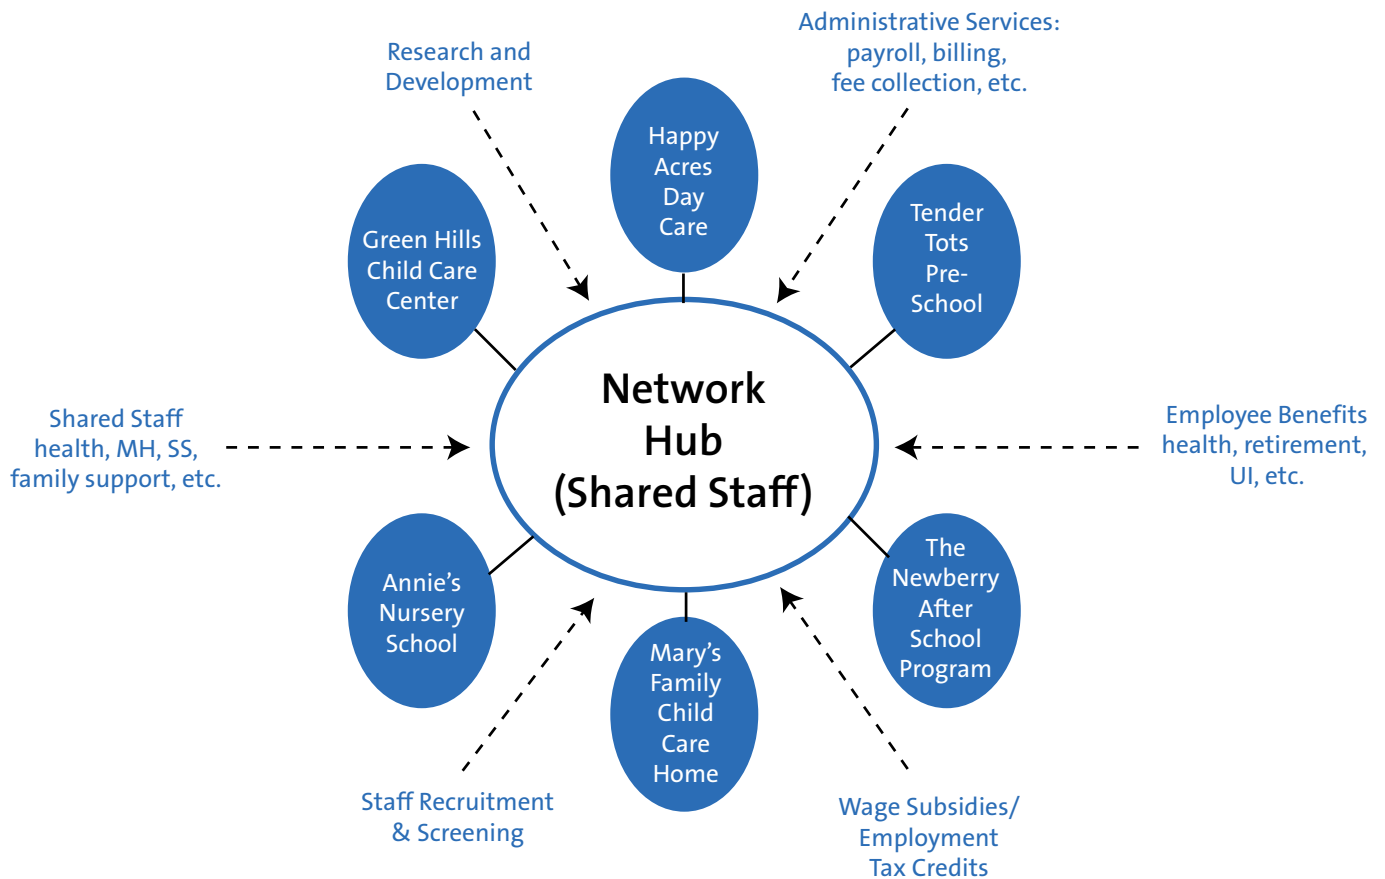 Administrative Services:
payroll, billing,
fee collection, etc.
Research and
Development
Happy
Acres
Day
Care
Green Hills
Child Care
Center
Tender
Tots
Pre-
School
Network
Hub
(Shared Staff)
Shared Staff
health, MH, SS,
family support, etc.
Employee Benefits
health, retirement,
UI, etc.
Annie’s
Nursery
School
The
Newberry
After
School
Program
Mary’s
Family
Child
Care
Home
Staff Recruitment
& Screening
Wage Subsidies/
Employment
Tax Credits